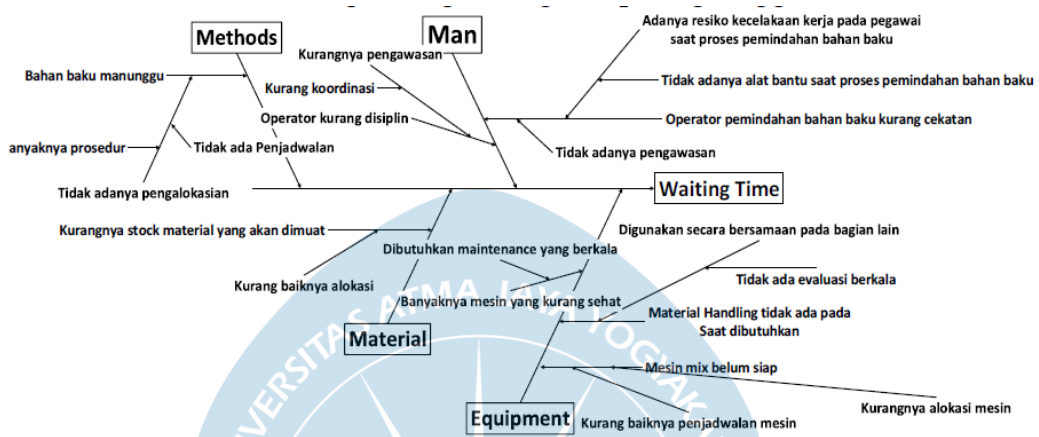 Methods
Man
Adanya resiko kecelakaan kerja pada pegawai
saat proses pemindahan bahan baku
Kurangnya pengawasan
Bahan baku manunggu
Kurang koordinasi
Tidak adanya alat bantu saat proses pemindahan bahan baku
Operator kurang disiplin
Operator pemindahan bahan baku kurang cekatan
anyaknya prosedur
Tidak ada Penjadwalan
Tidak adanya pengawasan
Tidak adanya pengalokasian
Waiting Time
Kurangnya stock material yang akan dimuat
Digunakan secara bersamaan pada bagian lain
Dibutuhkan maintenance yang berkala
Tidak ada evaluasi berkala
Kurang baiknya alokasi
Banyaknya mesin yang kurang sehat
Material Handling tidak ada pada
Saat dibutuhkan
Material
Mesin mix belum siap
Equipment
Kurang baiknya penjadwalan mesin
Kurangnya alokasi mesin
UNIVERSITAS ATMA JAYA YOGYAK